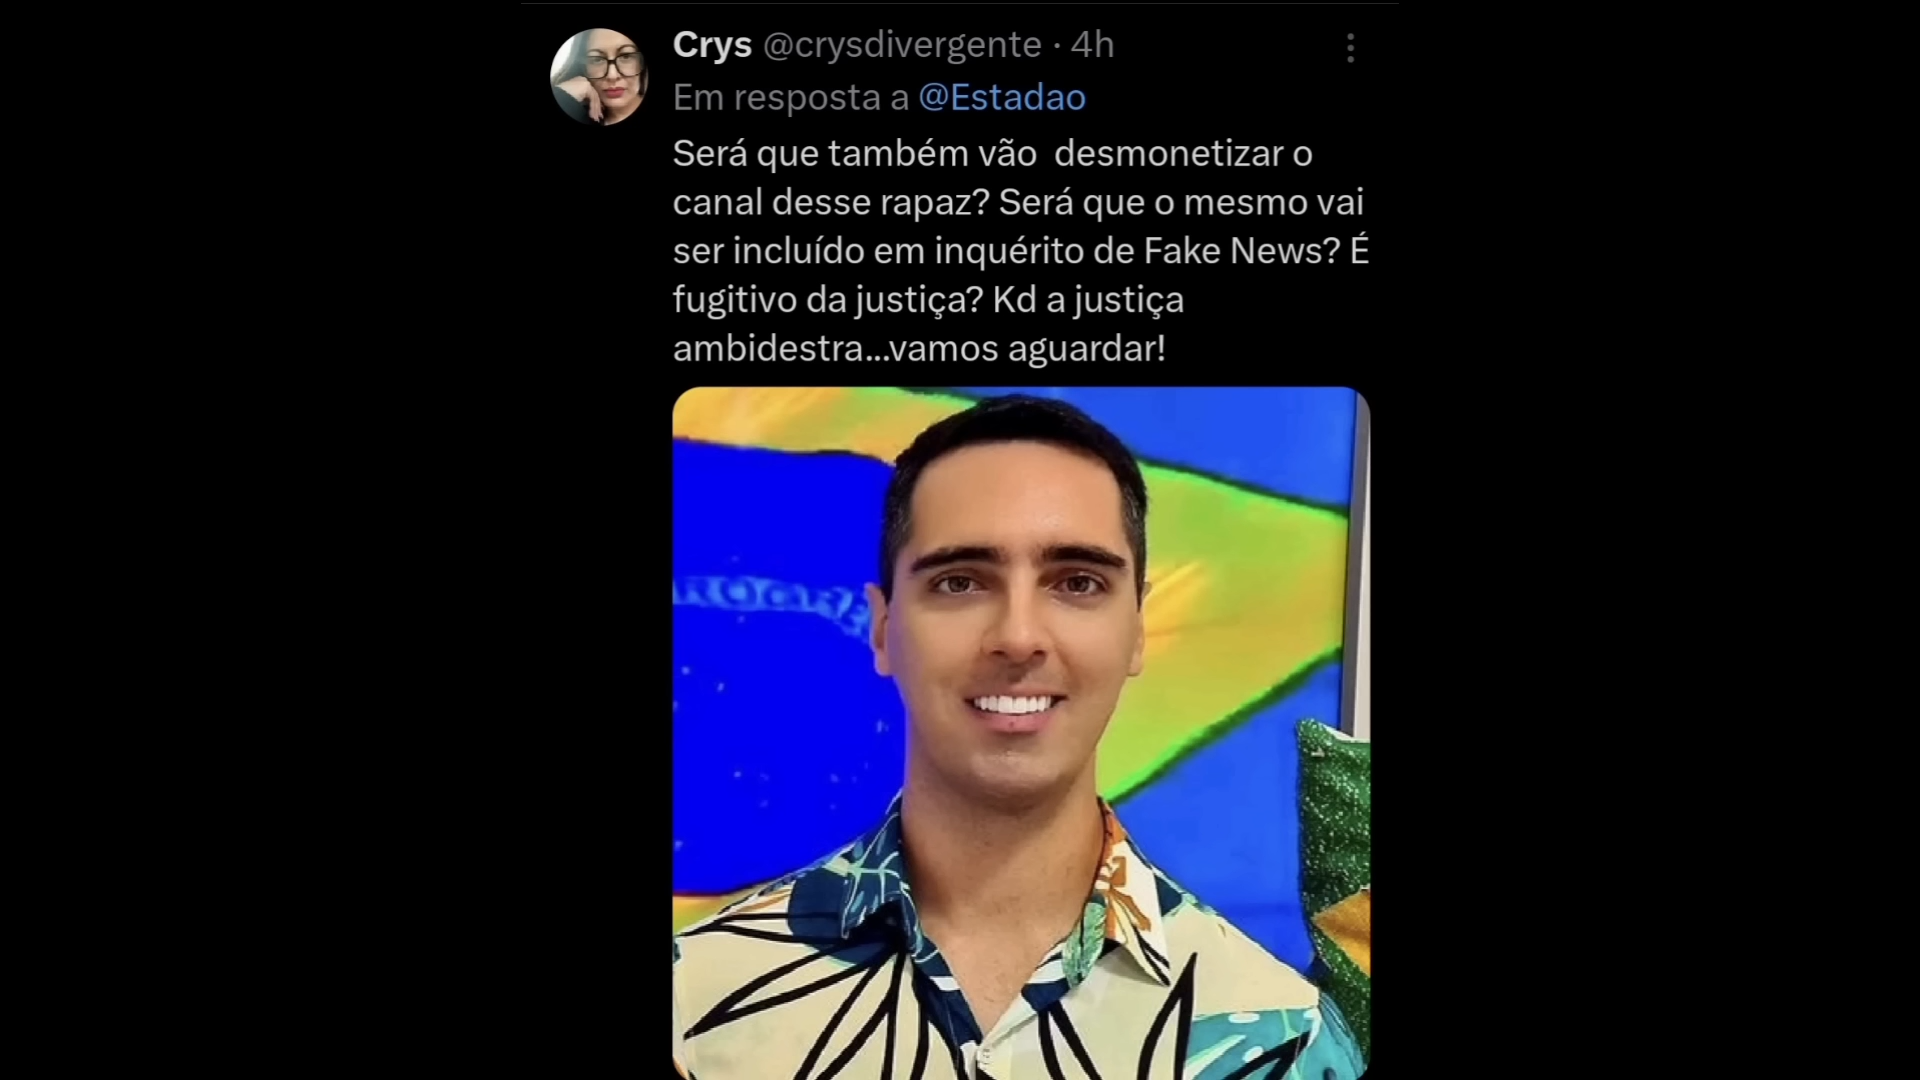 Crys @crysdivergente · 4h
Em resposta a @Estadao
Será que também vão  desmonetizar o
canal desse rapaz? Será que o mesmo vai
ser incluído em inquérito de Fake News? É
fugitivo da justiça? Kd a justiça
ambidestra...vamos aguardar!